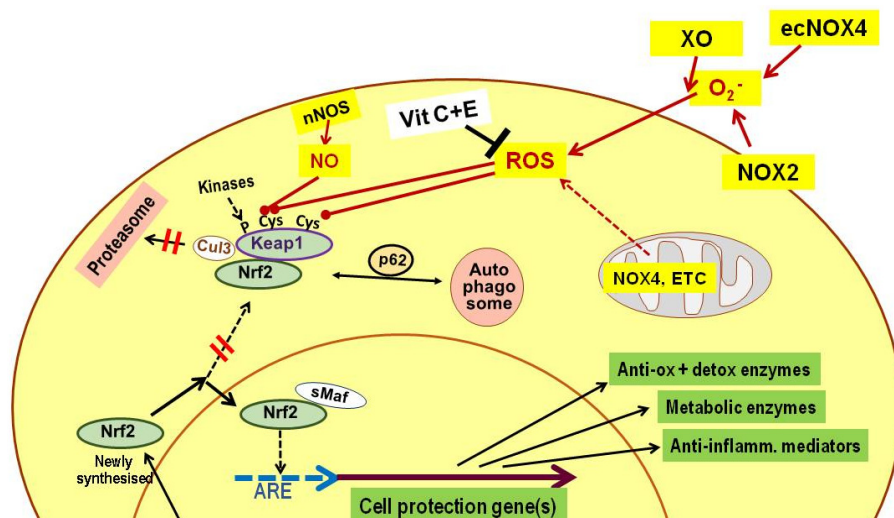 ecNOX4
XO
O₂⁻
nNOS
Vit C+E
NO
ROS
NOX2
Kinases
P
Cys
Cys
Proteasome
Cul3
Keap1
Nrf2
p62
Auto
phago
some
NOX4, ETC
Anti-ox + detox enzymes
sMaf
Nrf2
Metabolic enzymes
Nrf2
Anti-inflamm. mediators
Newly
synthesised
ARE
Cell protection gene(s)